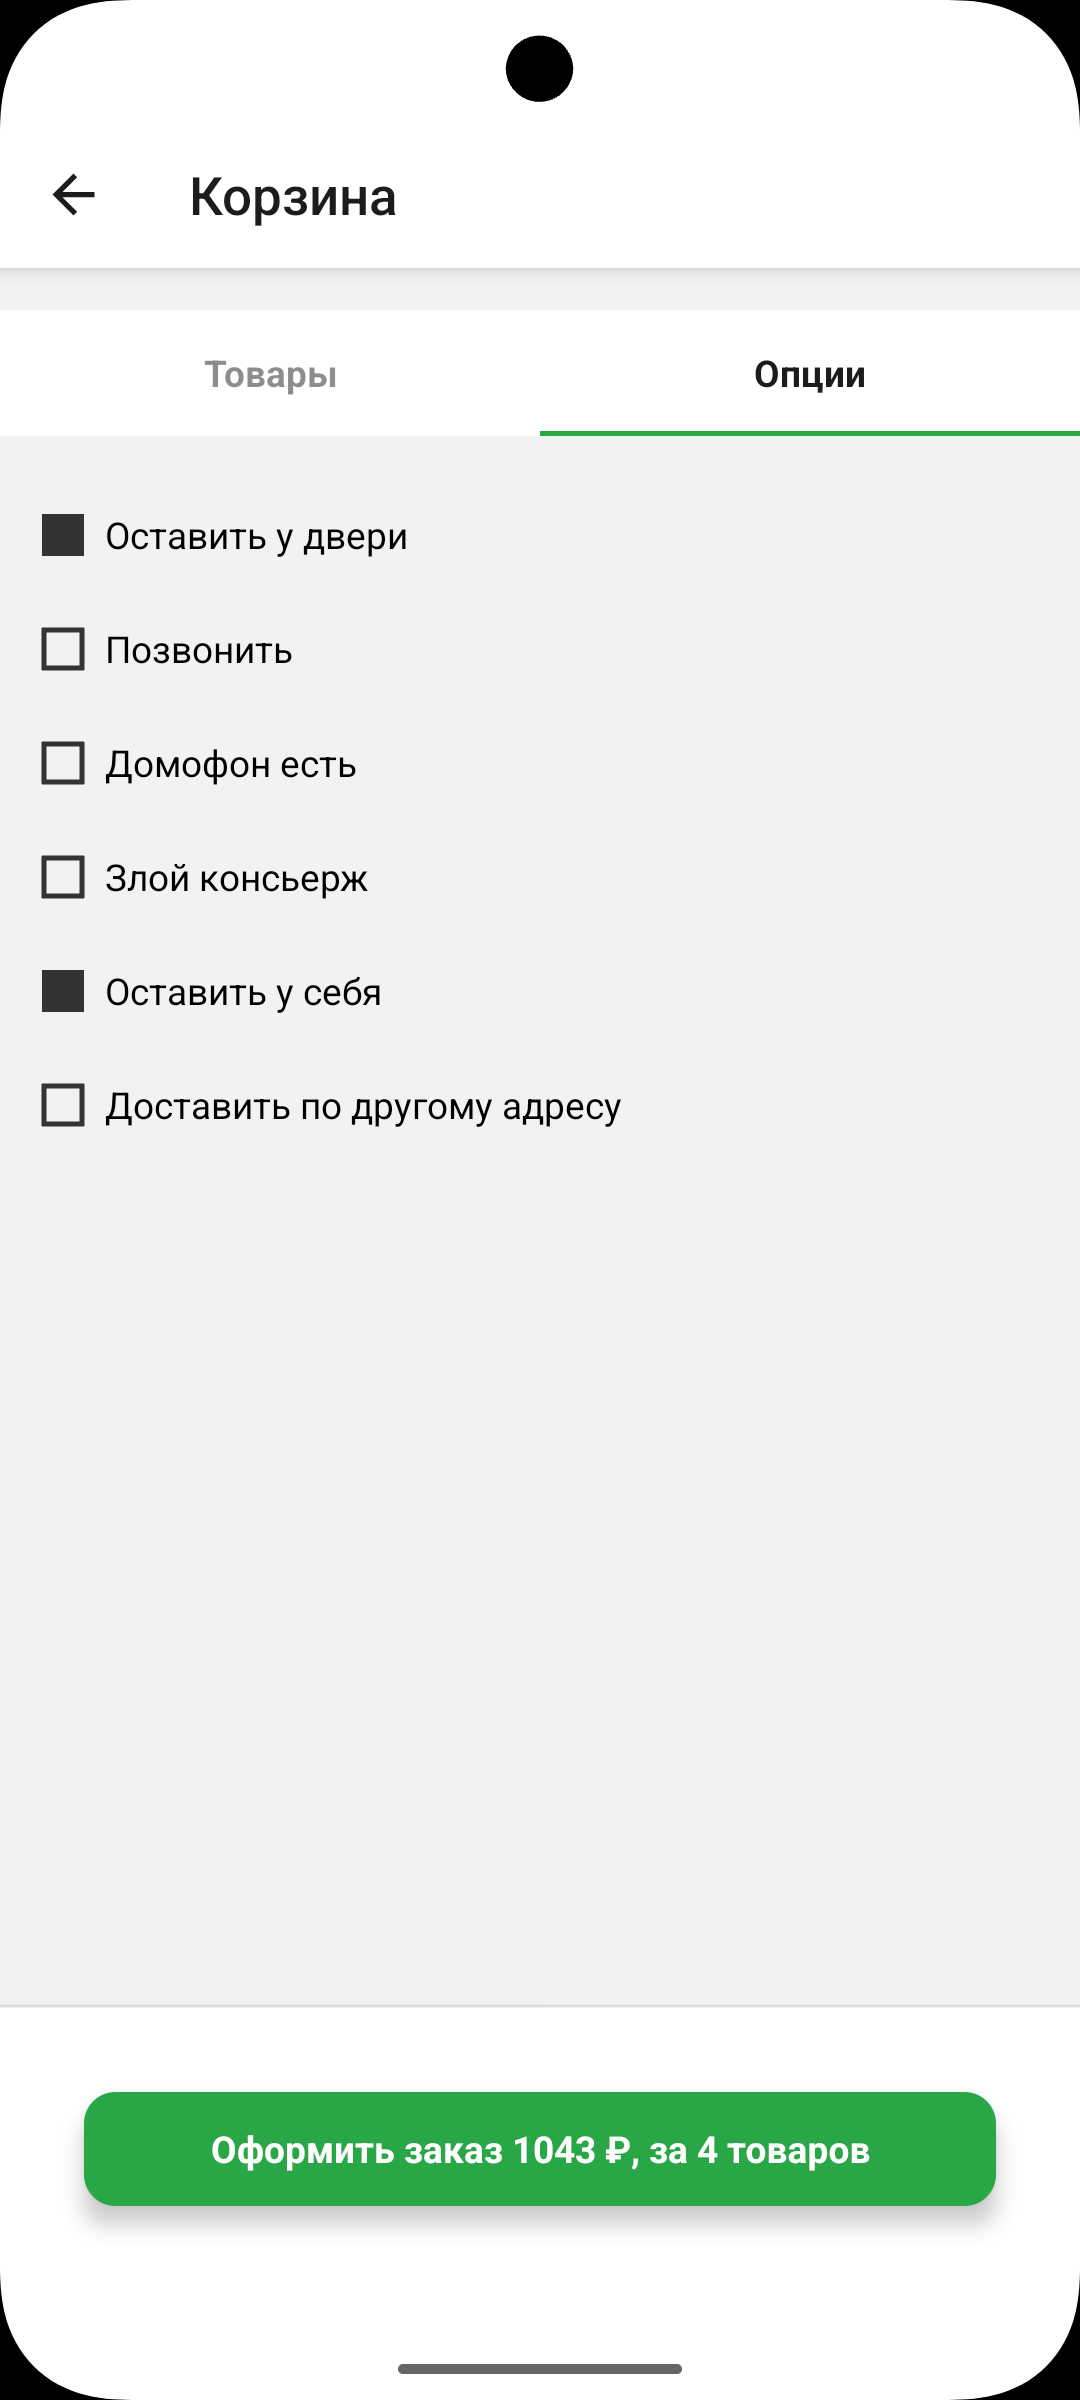 Корзина
Товары
Опции
Оставить у двери
Позвонить
Домофон есть
Злой консьерж
Оставить у себя
Доставить по другому адресу
Оформить заказ 1043 ₽, за 4 товаров